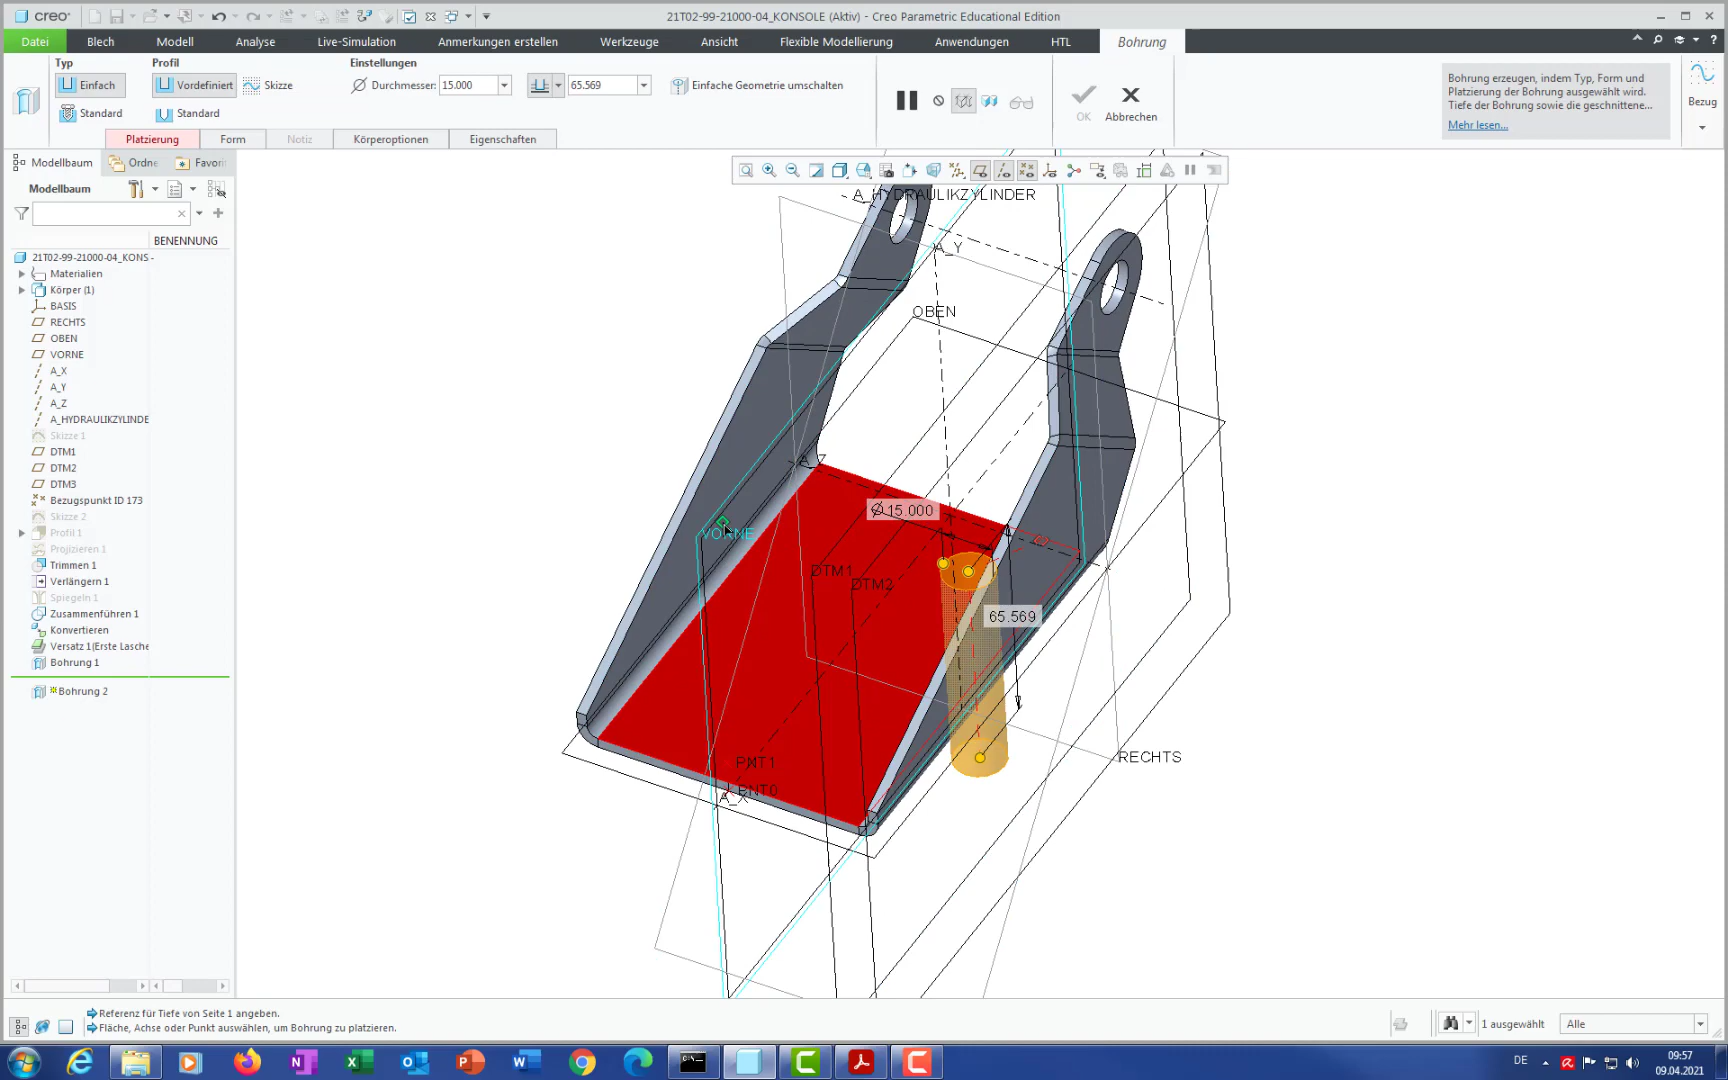 creo
21T02-99-21000-04_KONSOLE (Aktiv) - Creo Parametric Educational Edition
Datei
Blech
Modell
Analyse
Live-Simulation
Anmerkungen erstellen
Werkzeuge
Ansicht
Flexible Modellierung
Anwendungen
HTL
Bohrung
Typ
Profil
Einstellungen
Einfach
Vordefiniert
Skizze
Durchmesser:
15.000
65.569
Einfache Geometrie umschalten
Standard
Standard
OK
Abbrechen
Bohrung erzeugen, indem Typ, Form und
Platzierung der Bohrung ausgewählt wird.
Tiefe der Bohrung sowie die geschnittene...
Mehr lesen...
Bezug
Platzierung
Form
Notiz
Körperoptionen
Eigenschaften
Modellbaum
Ordne
Favori
Modellbaum
BENENNUNG
21T02-99-21000-04_KONS -
Materialien
Körper (1)
BASIS
RECHTS
OBEN
VORNE
A_X
A_Y
A_Z
A_HYDRAULIKZYLINDE
Skizze 1
DTM1
DTM2
DTM3
Bezugspunkt ID 173
Skizze 2
Profil 1
Projizieren 1
Trimmen 1
Verlängern 1
Spiegeln 1
Zusammenführen 1
Konvertieren
Versatz 1(Erste Lasche
Bohrung 1
Bohrung 2
A_HYDRAULIKZYLINDER
A_Y
OBEN
A_Z
Ø15.000
VORNE
DTM1
DTM2
65.569
RECHTS
PNT1
PNT0
A_X
Referenz für Tiefe von Seite 1 angeben.
Fläche, Achse oder Punkt auswählen, um Bohrung zu platzieren.
1 ausgewählt
Alle
DE
09:57
09.04.2021